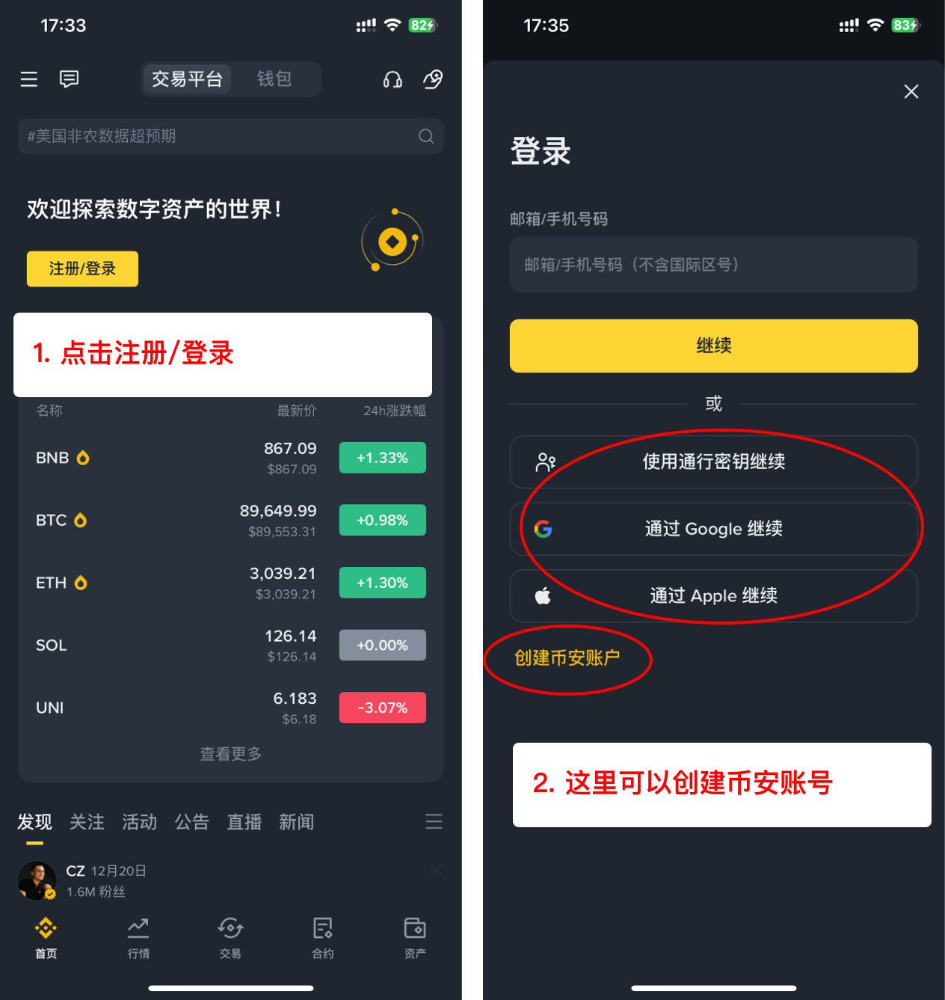 17:33
82
交易平台 钱包
#美国非农数据超预期
欢迎探索数字资产的世界！
注册/登录
1. 点击注册/登录
名称 最新价 24h涨跌幅
BNB 867.09 +1.33%
$867.09
BTC 89,649.99 +0.98%
$89,553.31
ETH 3,039.21 +1.30%
$3,039.21
SOL 126.14 +0.00%
$126.14
UNI 6.183 -3.07%
$6.18
查看更多
发现 关注 活动 公告 直播 新闻
CZ 12月20日
1.6M 粉丝
首页 行情 交易 合约 资产
17:35
83
登录
邮箱/手机号码
邮箱/手机号码（不含国际区号）
继续
或
使用通行密钥继续
通过 Google 继续
通过 Apple 继续
创建币安账户
2. 这里可以创建币安账号